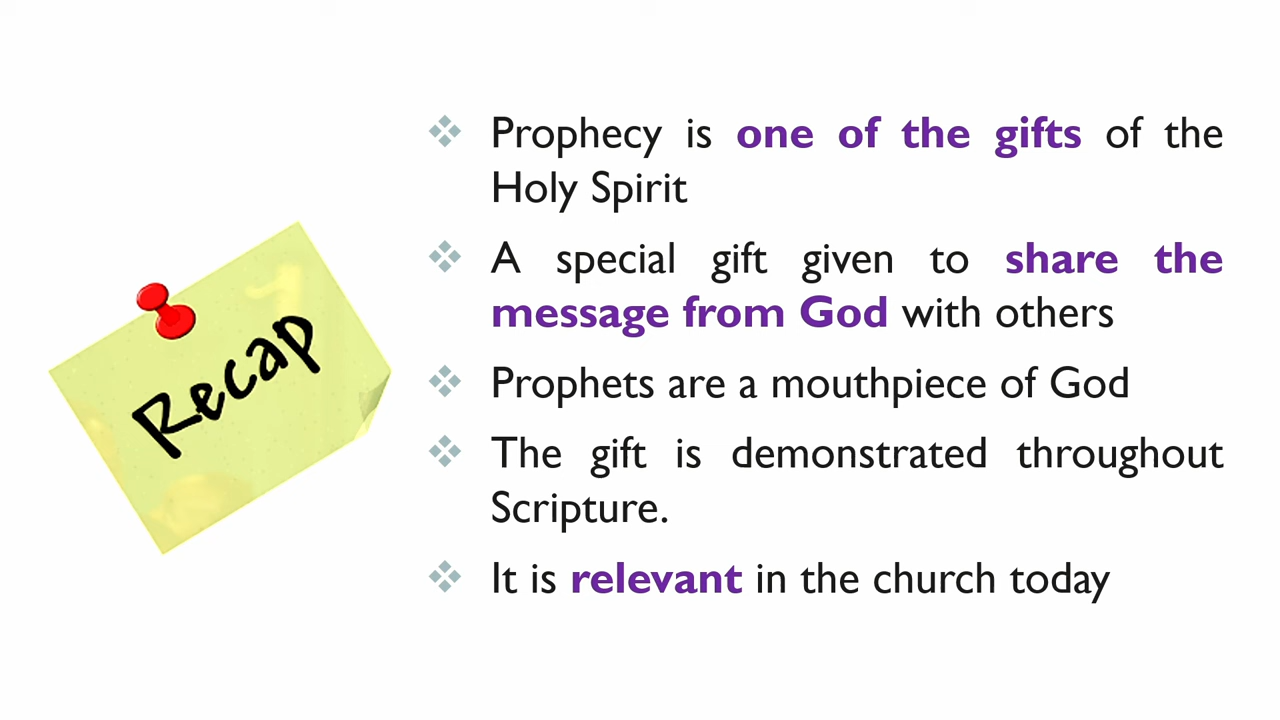 Recap
Prophecy is one of the gifts of the
Holy Spirit
A special gift given to share the
message from God with others
Prophets are a mouthpiece of God
The gift is demonstrated throughout
Scripture.
It is relevant in the church today